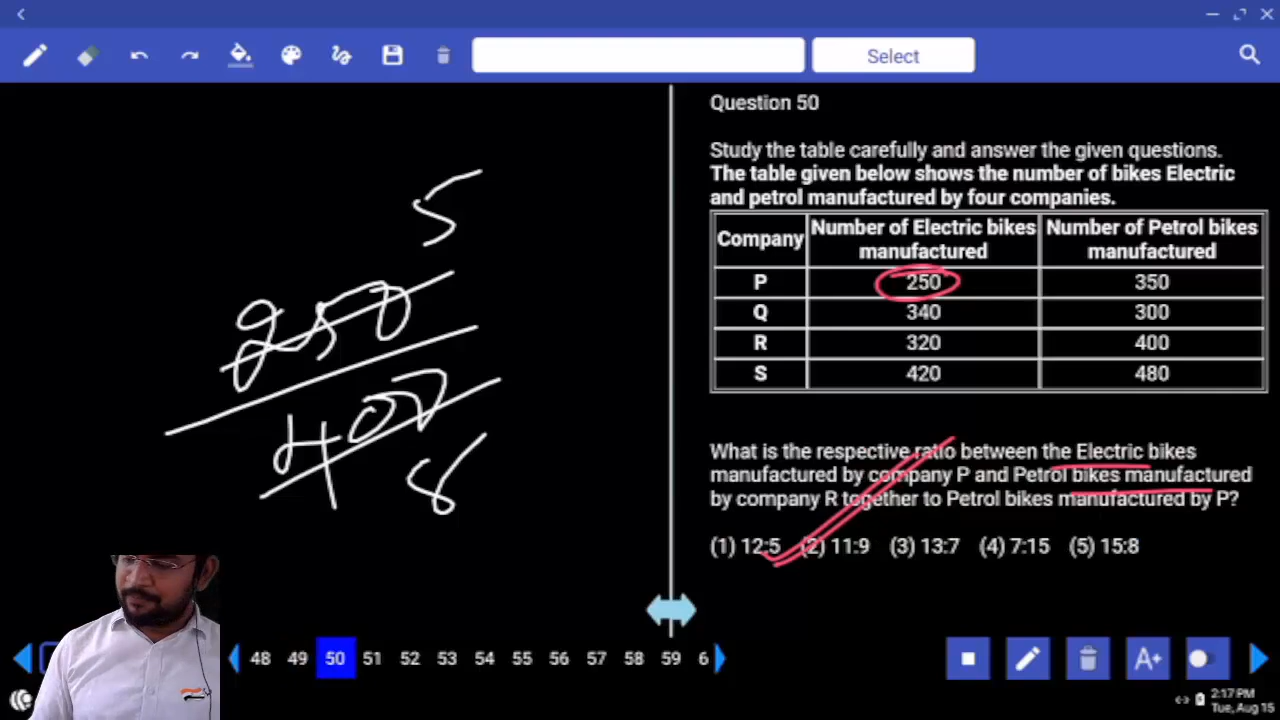 Select
Question 50
Study the table carefully and answer the given questions.
The table given below shows the number of bikes Electric
and petrol manufactured by four companies.
Company Number of Electric bikes manufactured Number of Petrol bikes manufactured
P 250 350
Q 340 300
R 320 400
S 420 480
What is the respective ratio between the Electric bikes
manufactured by company P and Petrol bikes manufactured
by company R together to Petrol bikes manufactured by P?
(1) 12:5 (2) 11:9 (3) 13:7 (4) 7:15 (5) 15:8
5
250
400
8
48 49 50 51 52 53 54 55 56 57 58 59 6
A+
2:17 PM
Tue, Aug 15